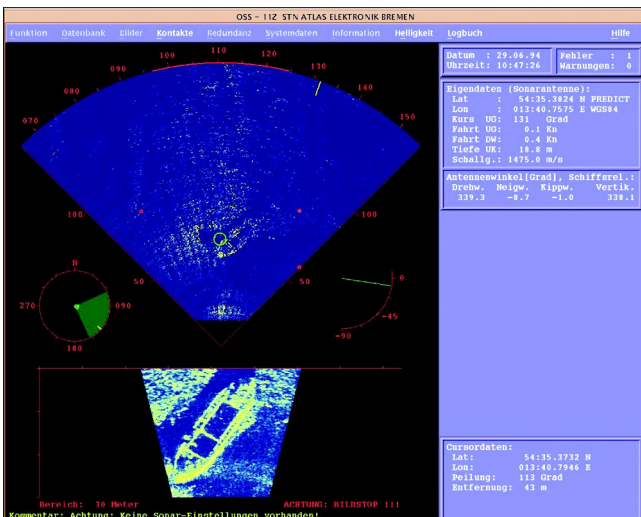 OSS - 112 STN ATLAS ELEKTRONIK BREMEN
Funktion Datenbank Bilder Kontakte Redundanz Systemdaten Information Helligkeit Logbuch Hilfe
Datum : 29.06.94 Fehler : 1
Uhrzeit: 10:47:26 Warnungen: 0
Eigendaten (Sonarantenne):
Lat : 54:35.3824 N PREDICT
Lon : 013:40.7575 E WGS84
Kurs UG: 131 Grad
Fahrt UG: 0.1 Kn
Fahrt DW: 0.4 Kn
Tiefe UK: 18.8 m
Schallg.: 1475.0 m/s
Antennenwinkel[Grad], Schiffsrel.:
Drehw. Neigw. Kippw. Vertik.
339.3 -8.7 -1.0 338.1
070 080 090 100 110 120 130 140 150
100 100
50 50
N
270 090
180
0
-45
-90
Bereich: 30 Meter ACHTUNG: BILDSTOP !!!
Kommentar: Achtung: Keine Sonar-Einstellungen vorhanden!
Cursordaten:
Lat: 54:35.3732 N
Lon: 013:40.7946 E
Peilung: 113 Grad
Entfernung: 43 m